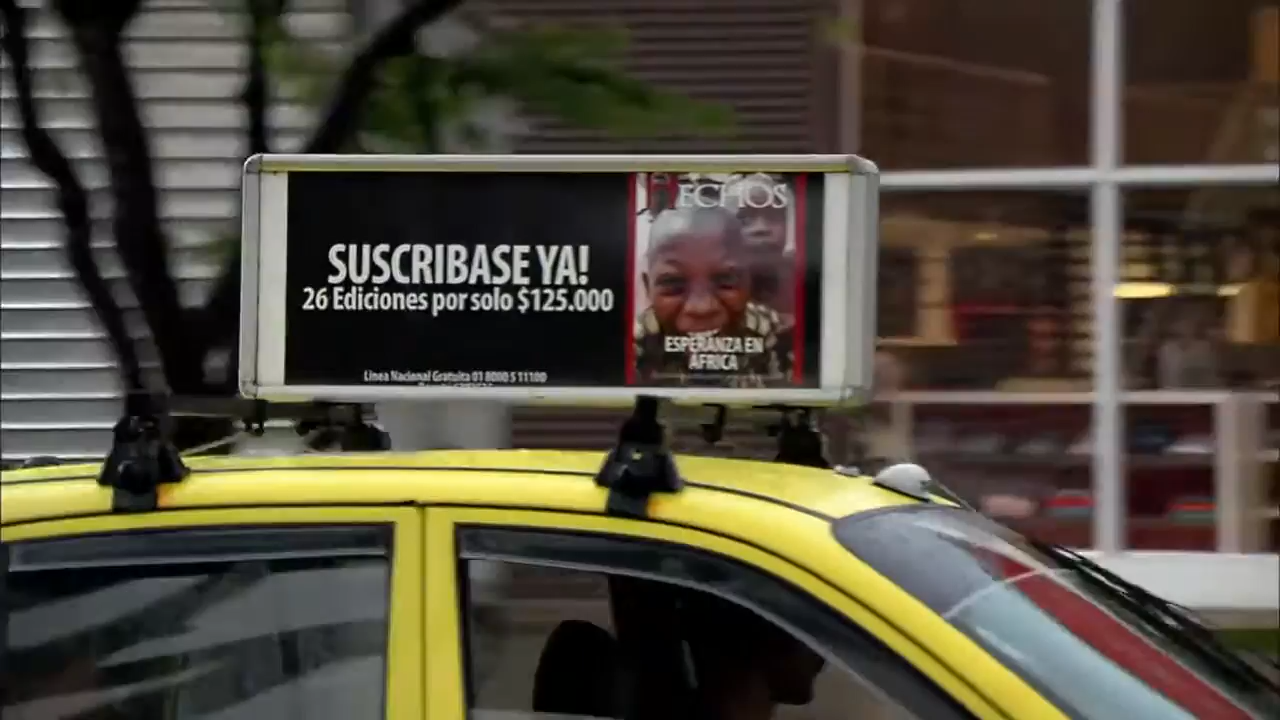 SUSCRIBASE YA!
26 Ediciones por solo $125.000
Linea Nacional Gratuita 01 8000 5 11100
HECHOS
ESPERANZA EN
AFRICA